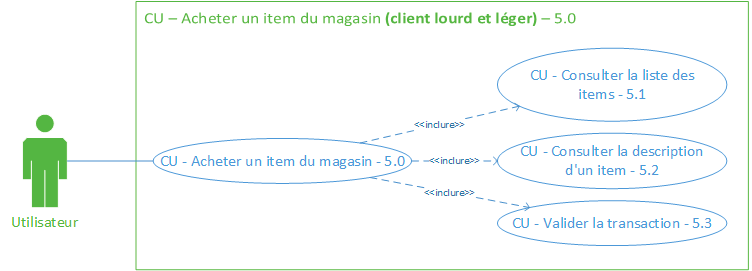 CU – Acheter un item du magasin (client lourd et léger) – 5.0
CU - Consulter la liste des
items - 5.1
<<inclure>>
CU - Acheter un item du magasin - 5.0
<<inclure>>
CU - Consulter la description
d'un item - 5.2
<<inclure>>
CU - Valider la transaction - 5.3
Utilisateur